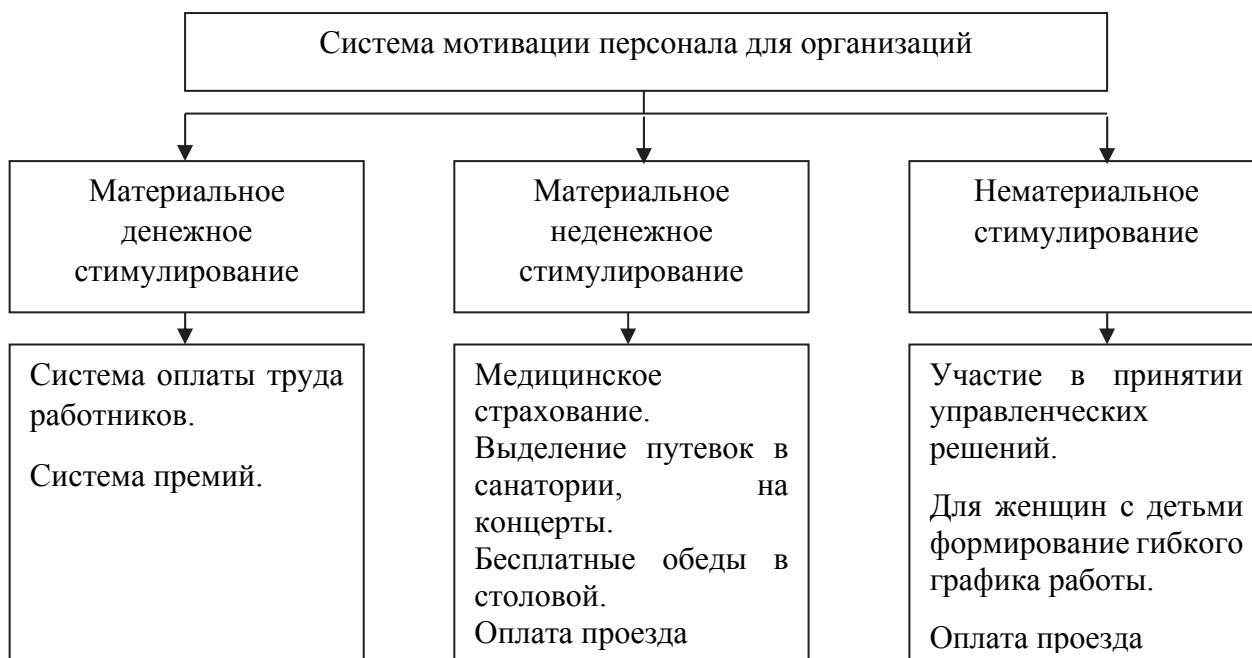 Система мотивации персонала для организаций
Материальное
денежное
стимулирование
Материальное
неденежное
стимулирование
Нематериальное
стимулирование
Система оплаты труда
работников.
Система премий.
Медицинское
страхование.
Выделение путевок в
санатории, на
концерты.
Бесплатные обеды в
столовой.
Оплата проезда
Участие в принятии
управленческих
решений.
Для женщин с детьми
формирование гибкого
графика работы.
Оплата проезда